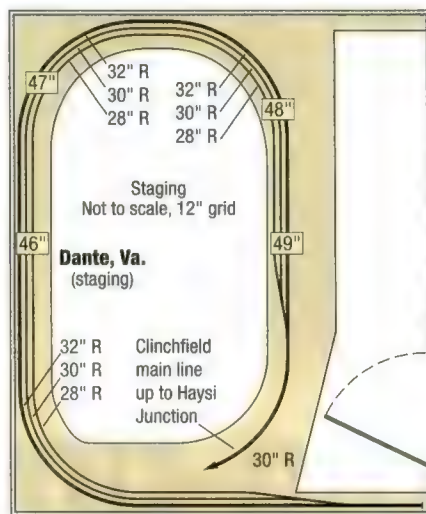 47"
32" R
30" R
28" R
32" R
30" R
28" R
48"
Staging
Not to scale, 12" grid
46"
49"
Dante, Va.
(staging)
32" R
30" R
28" R
Clinchfield
main line
up to Haysi
Junction
30" R